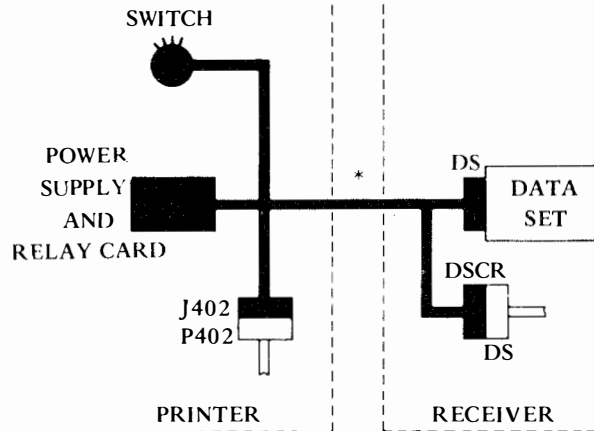 SWITCH
POWER
SUPPLY
AND
RELAY CARD
*
DS
DATA
SET
DSCR
DS
J402
P402
PRINTER
RECEIVER